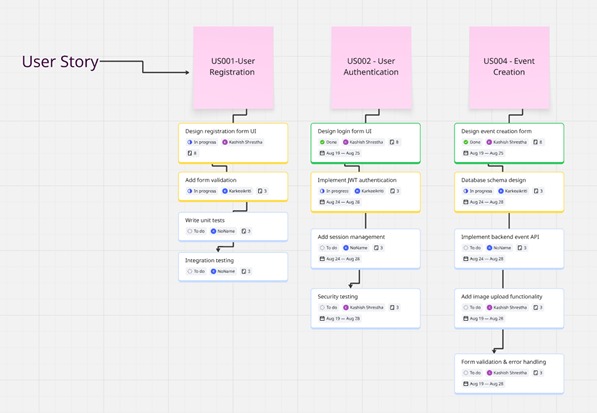 User Story
US001-User
Registration
Design registration form UI
In progress Kashish Shrestha 8
8
Add form validation
In progress Karkeeikriti 3
Write unit tests
To do NoName 3
Integration testing
To do NoName 3
US002 - User
Authentication
Design login form UI
Done Kashish Shrestha 8
Aug 19 — Aug 25
Implement JWT authentication
In progress Karkeeikriti 3
Aug 24 — Aug 26
Add session management
To do NoName 3
Aug 24 — Aug 28
Security testing
To do Kashish Shrestha 3
Aug 19 — Aug 28
US004 - Event
Creation
Design event creation form
Done Kashish Shrestha 8
Aug 19 — Aug 25
Database schema design
In progress Karkeeikriti 3
Aug 24 — Aug 28
Implement backend event API
To do NoName 3
Aug 24 — Aug 28
Add image upload functionality
To do Kashish Shrestha 3
Aug 19 — Aug 28
Form validation & error handling
To do Kashish Shrestha 3
Aug 19 — Aug 28